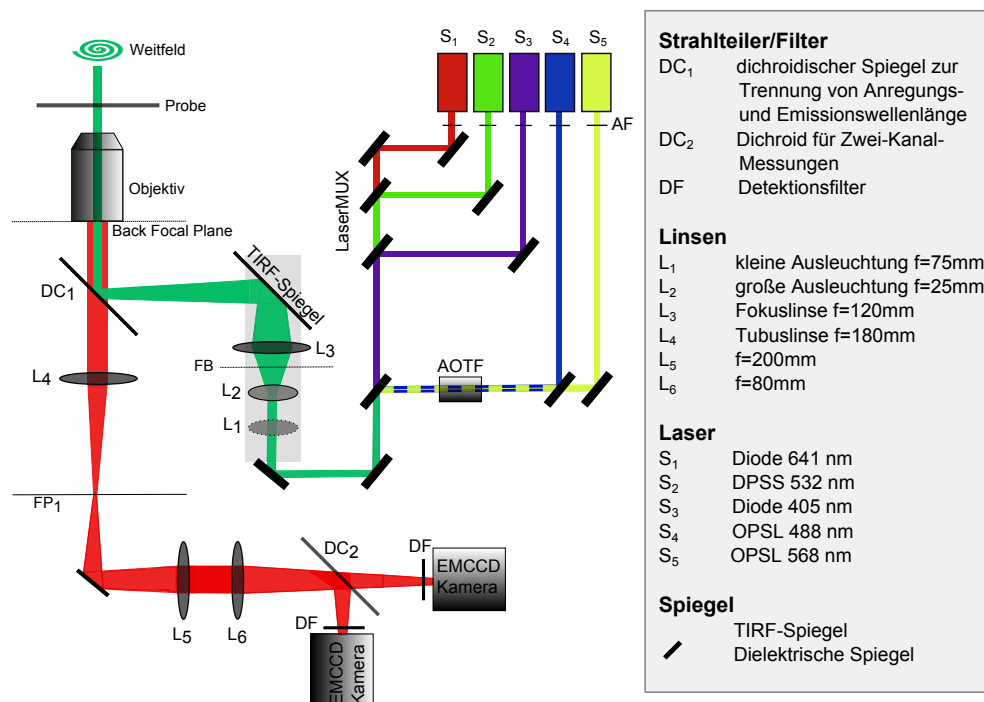 Weitfeld
Probe
Objektiv
Back Focal Plane
DC1
TIRF-Spiegel
L3
FB
L2
L1
L4
FP1
L5
L6
DC2
DF
EMCCD
Kamera
DF
EMCCD
Kamera
S1
S2
S3
S4
S5
AF
LaserMUX
AOTF
Strahlteiler/Filter
DC1 dichroidischer Spiegel zur
Trennung von Anregungs-
und Emissionswellenlänge
DC2 Dichroid für Zwei-Kanal-
Messungen
DF Detektionsfilter
Linsen
L1 kleine Ausleuchtung f=75mm
L2 große Ausleuchtung f=25mm
L3 Fokuslinse f=120mm
L4 Tubuslinse f=180mm
L5 f=200mm
L6 f=80mm
Laser
S1 Diode 641 nm
S2 DPSS 532 nm
S3 Diode 405 nm
S4 OPSL 488 nm
S5 OPSL 568 nm
Spiegel
TIRF-Spiegel
Dielektrische Spiegel